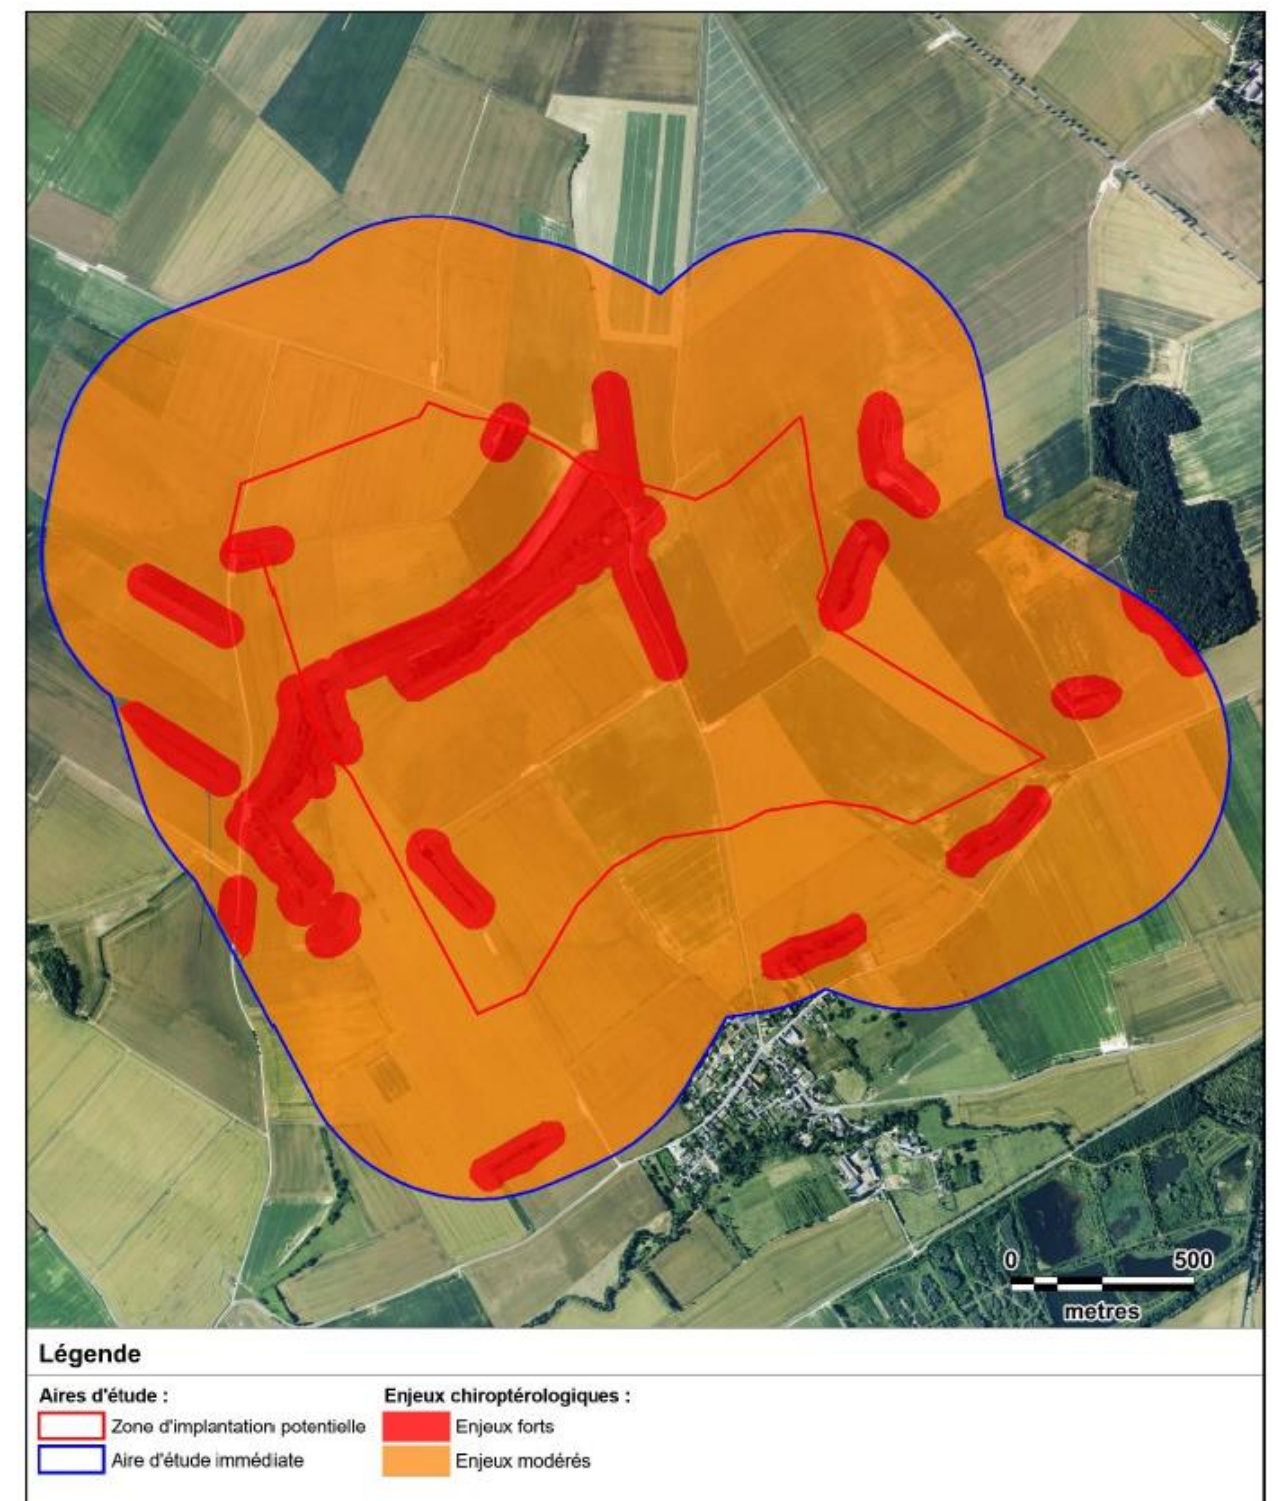 0 500
metres
Légende
Aires d'étude :
Zone d'implantation potentielle
Aire d'étude immédiate
Enjeux chiroptérologiques :
Enjeux forts
Enjeux modérés